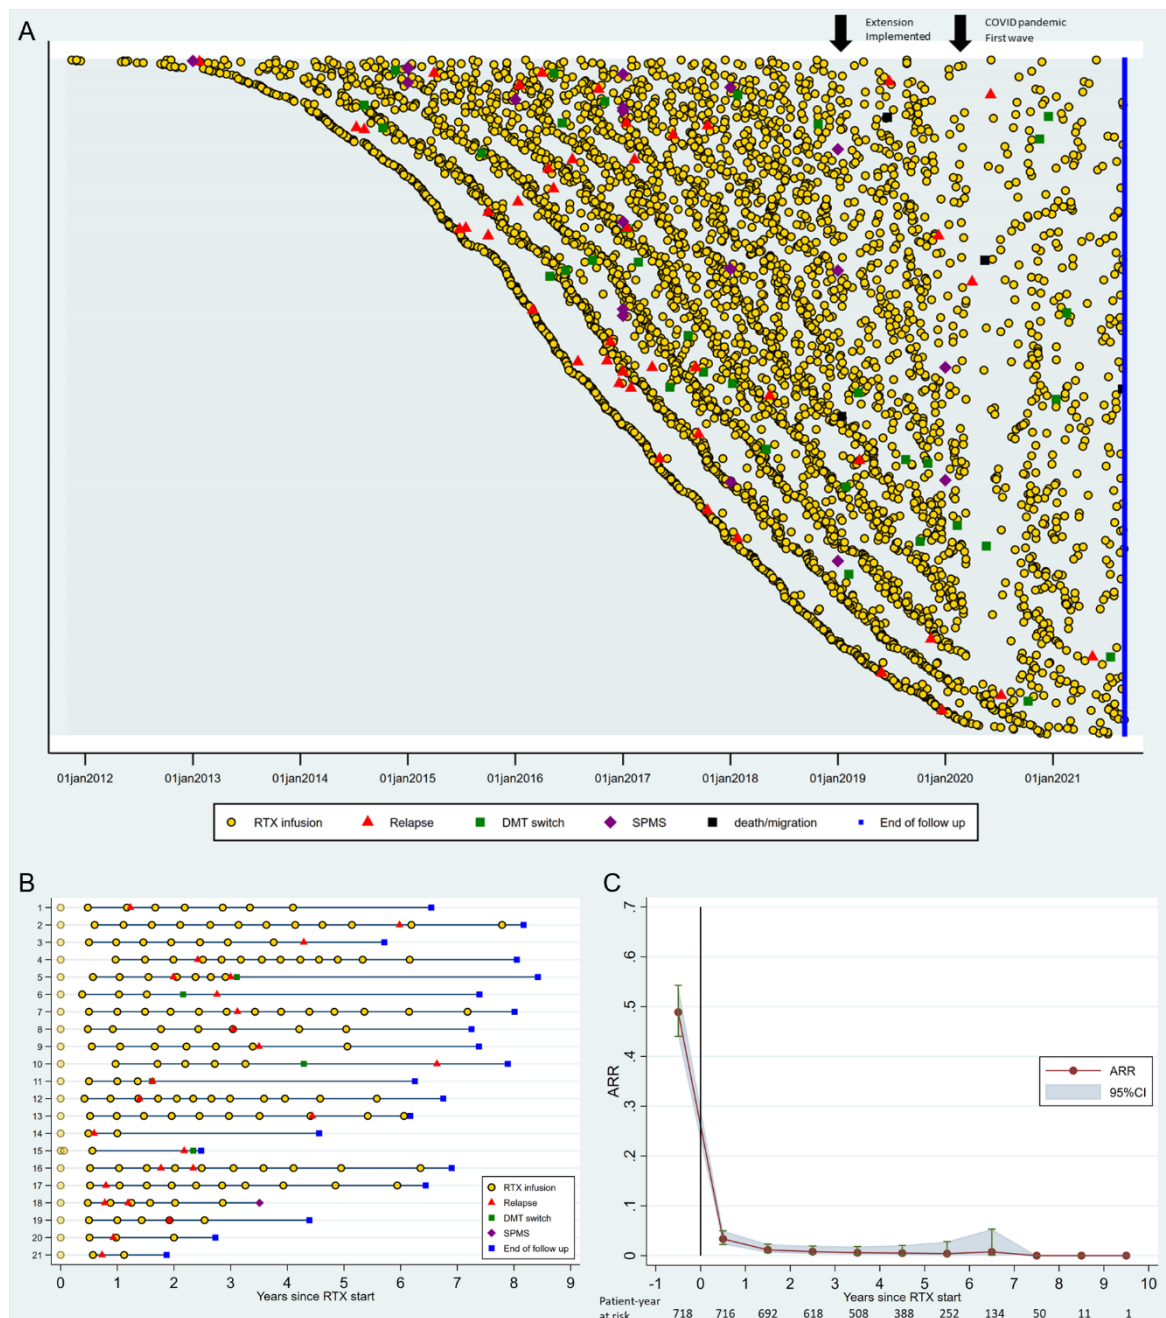 A
Extension
Implemented
COVID pandemic
First wave
01jan2012 01jan2013 01jan2014 01jan2015 01jan2016 01jan2017 01jan2018 01jan2019 01jan2020 01jan2021
RTX infusion Relapse DMT switch SPMS death/migration End of follow up
B
1
2
3
4
5
6
7
8
9
10
11
12
13
14
15
16
17
18
19
20
21
RTX infusion
Relapse
DMT switch
SPMS
End of follow up
0 1 2 3 4 5 6 7 8 9
Years since RTX start
C
.7
.6
.5
.4
.3
.2
.1
0
ARR
ARR
95%CI
-1 0 1 2 3 4 5 6 7 8 9 10
Years since RTX start
Patient-year
at risk 718 716 692 618 508 388 252 134 50 11 1